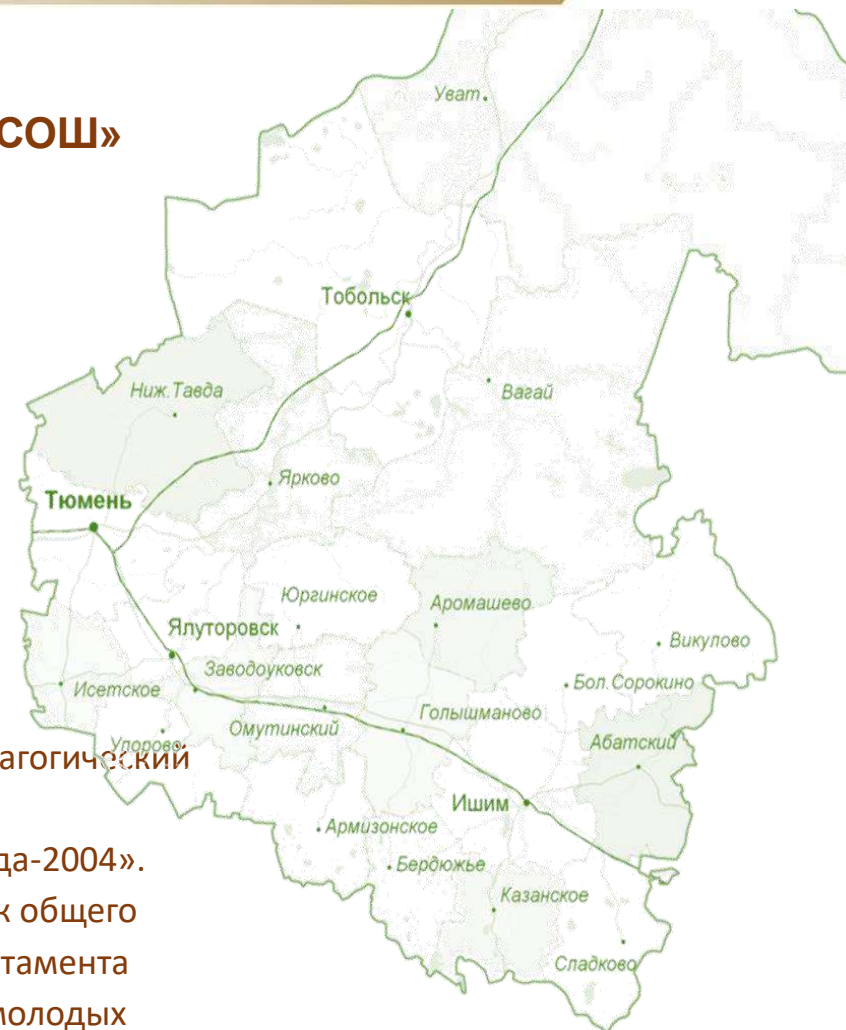 Уват
СОШ»
Тобольск
Ниж.Тавда
Вагай
Ярково
Тюмень
Юргинское
Аромашево
Ялуторовск
Викулово
Заводоуковск
Исетское
Бол.Сорокино
Голышманово
Омутинский
Абатский
Упорово
агогический
Ишим
Армизонское
Бердюжье
да-2004».
Казанское
к общего
тамента
Сладково
молодых